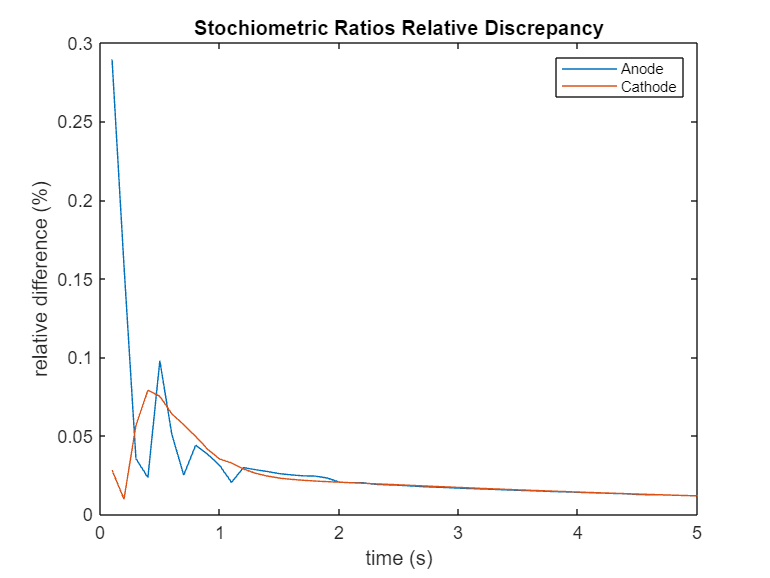 Stochiometric Ratios Relative Discrepancy
Anode
Cathode
relative difference (%)
0.3
0.25
0.2
0.15
0.1
0.05
0
0 1 2 3 4 5
time (s)